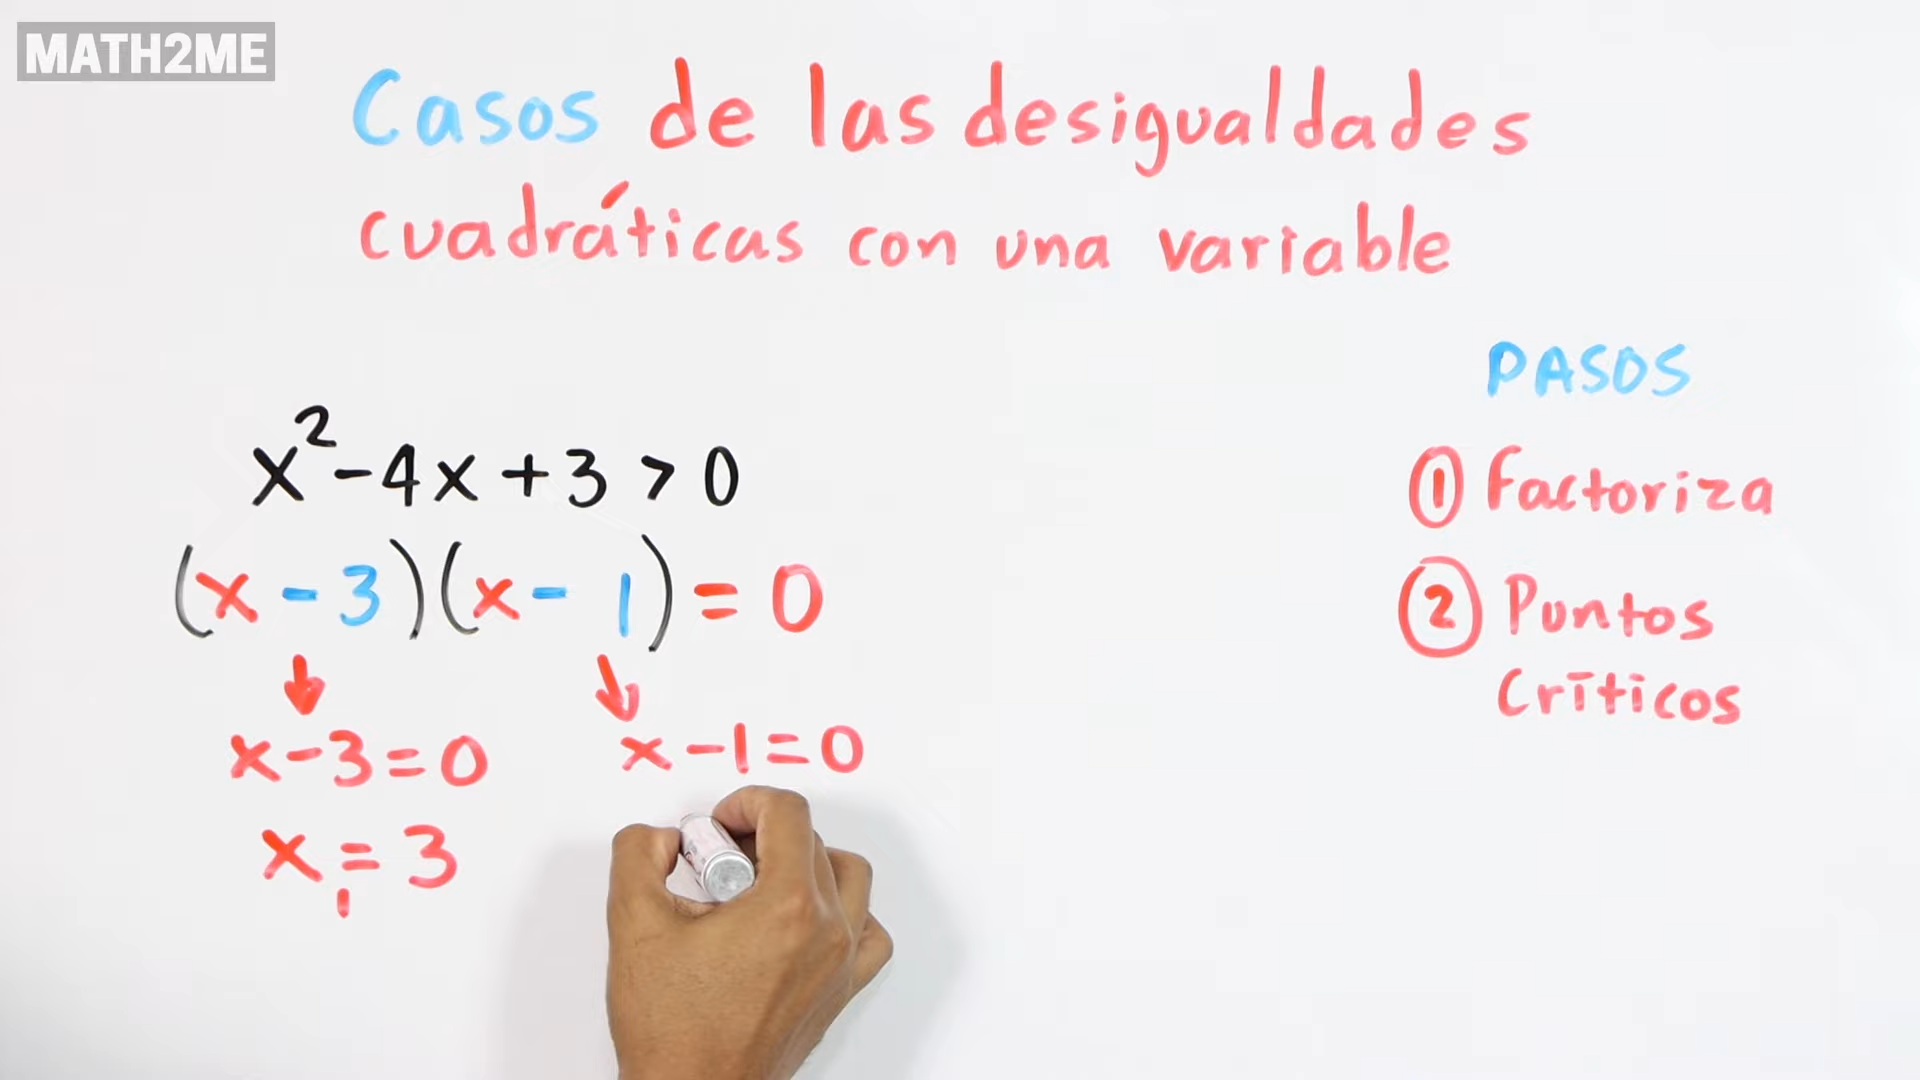 MATH2ME
Casos de las desigualdades
cuadráticas con una variable
PASOS
x²-4x+3>0
① Factoriza
(x-3)(x-1)=0
② Puntos
Críticos
x-3=0 x-1=0
x₁=3